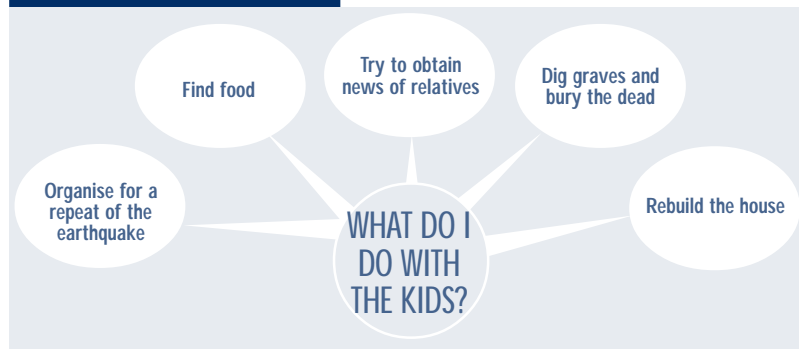 Organise for a
repeat of the
earthquake
Find food
Try to obtain
news of relatives
Dig graves and
bury the dead
Rebuild the house
WHAT DO I
DO WITH
THE KIDS?